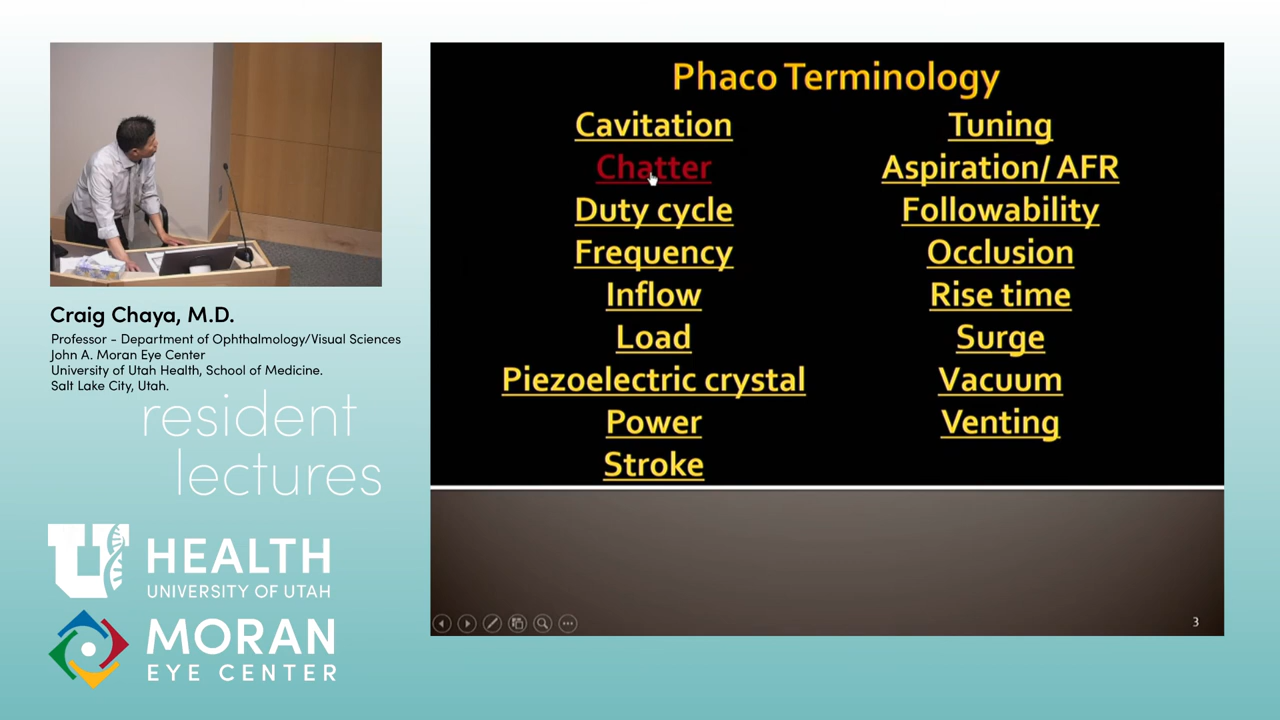 Phaco Terminology
Cavitation
Chatter
Duty cycle
Frequency
Inflow
Load
Piezoelectric crystal
Power
Stroke
Tuning
Aspiration/ AFR
Followability
Occlusion
Rise time
Surge
Vacuum
Venting
3
Craig Chaya, M.D.
Professor - Department of Ophthalmology/Visual Sciences
John A. Moran Eye Center
University of Utah Health, School of Medicine.
Salt Lake City, Utah.
resident
lectures
U HEALTH
UNIVERSITY OF UTAH
MORAN
EYE CENTER